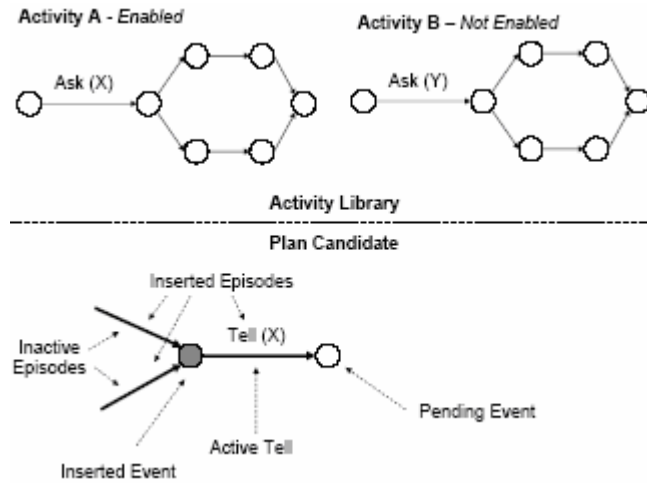 Activity A - Enabled
Activity B – Not Enabled
Ask (X)
Ask (Y)
Activity Library
Plan Candidate
Inserted Episodes
Tell (X)
Inactive
Episodes
Pending Event
Active Tell
Inserted Event